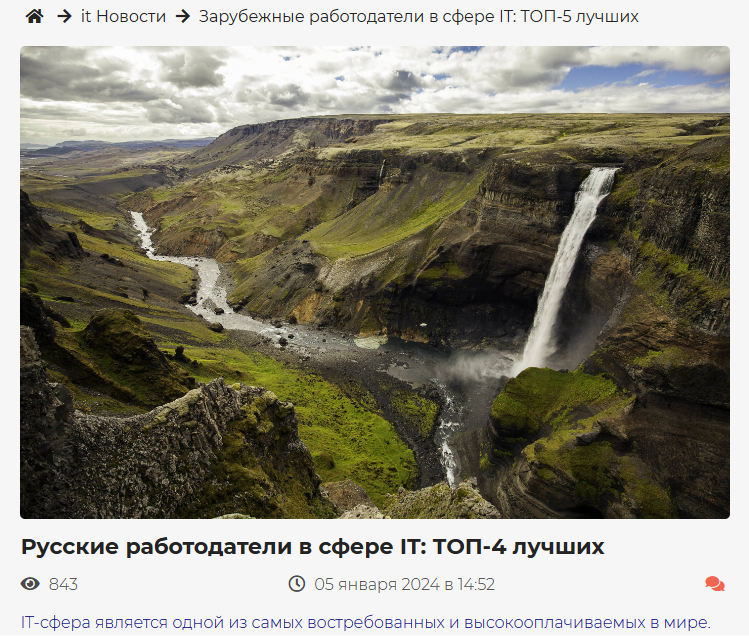 it Новости → Зарубежные работодатели в сфере IT: ТОП-5 лучших
Русские работодатели в сфере IT: ТОП-4 лучших
843 05 января 2024 в 14:52
IT-сфера является одной из самых востребованных и высокооплачиваемых в мире.